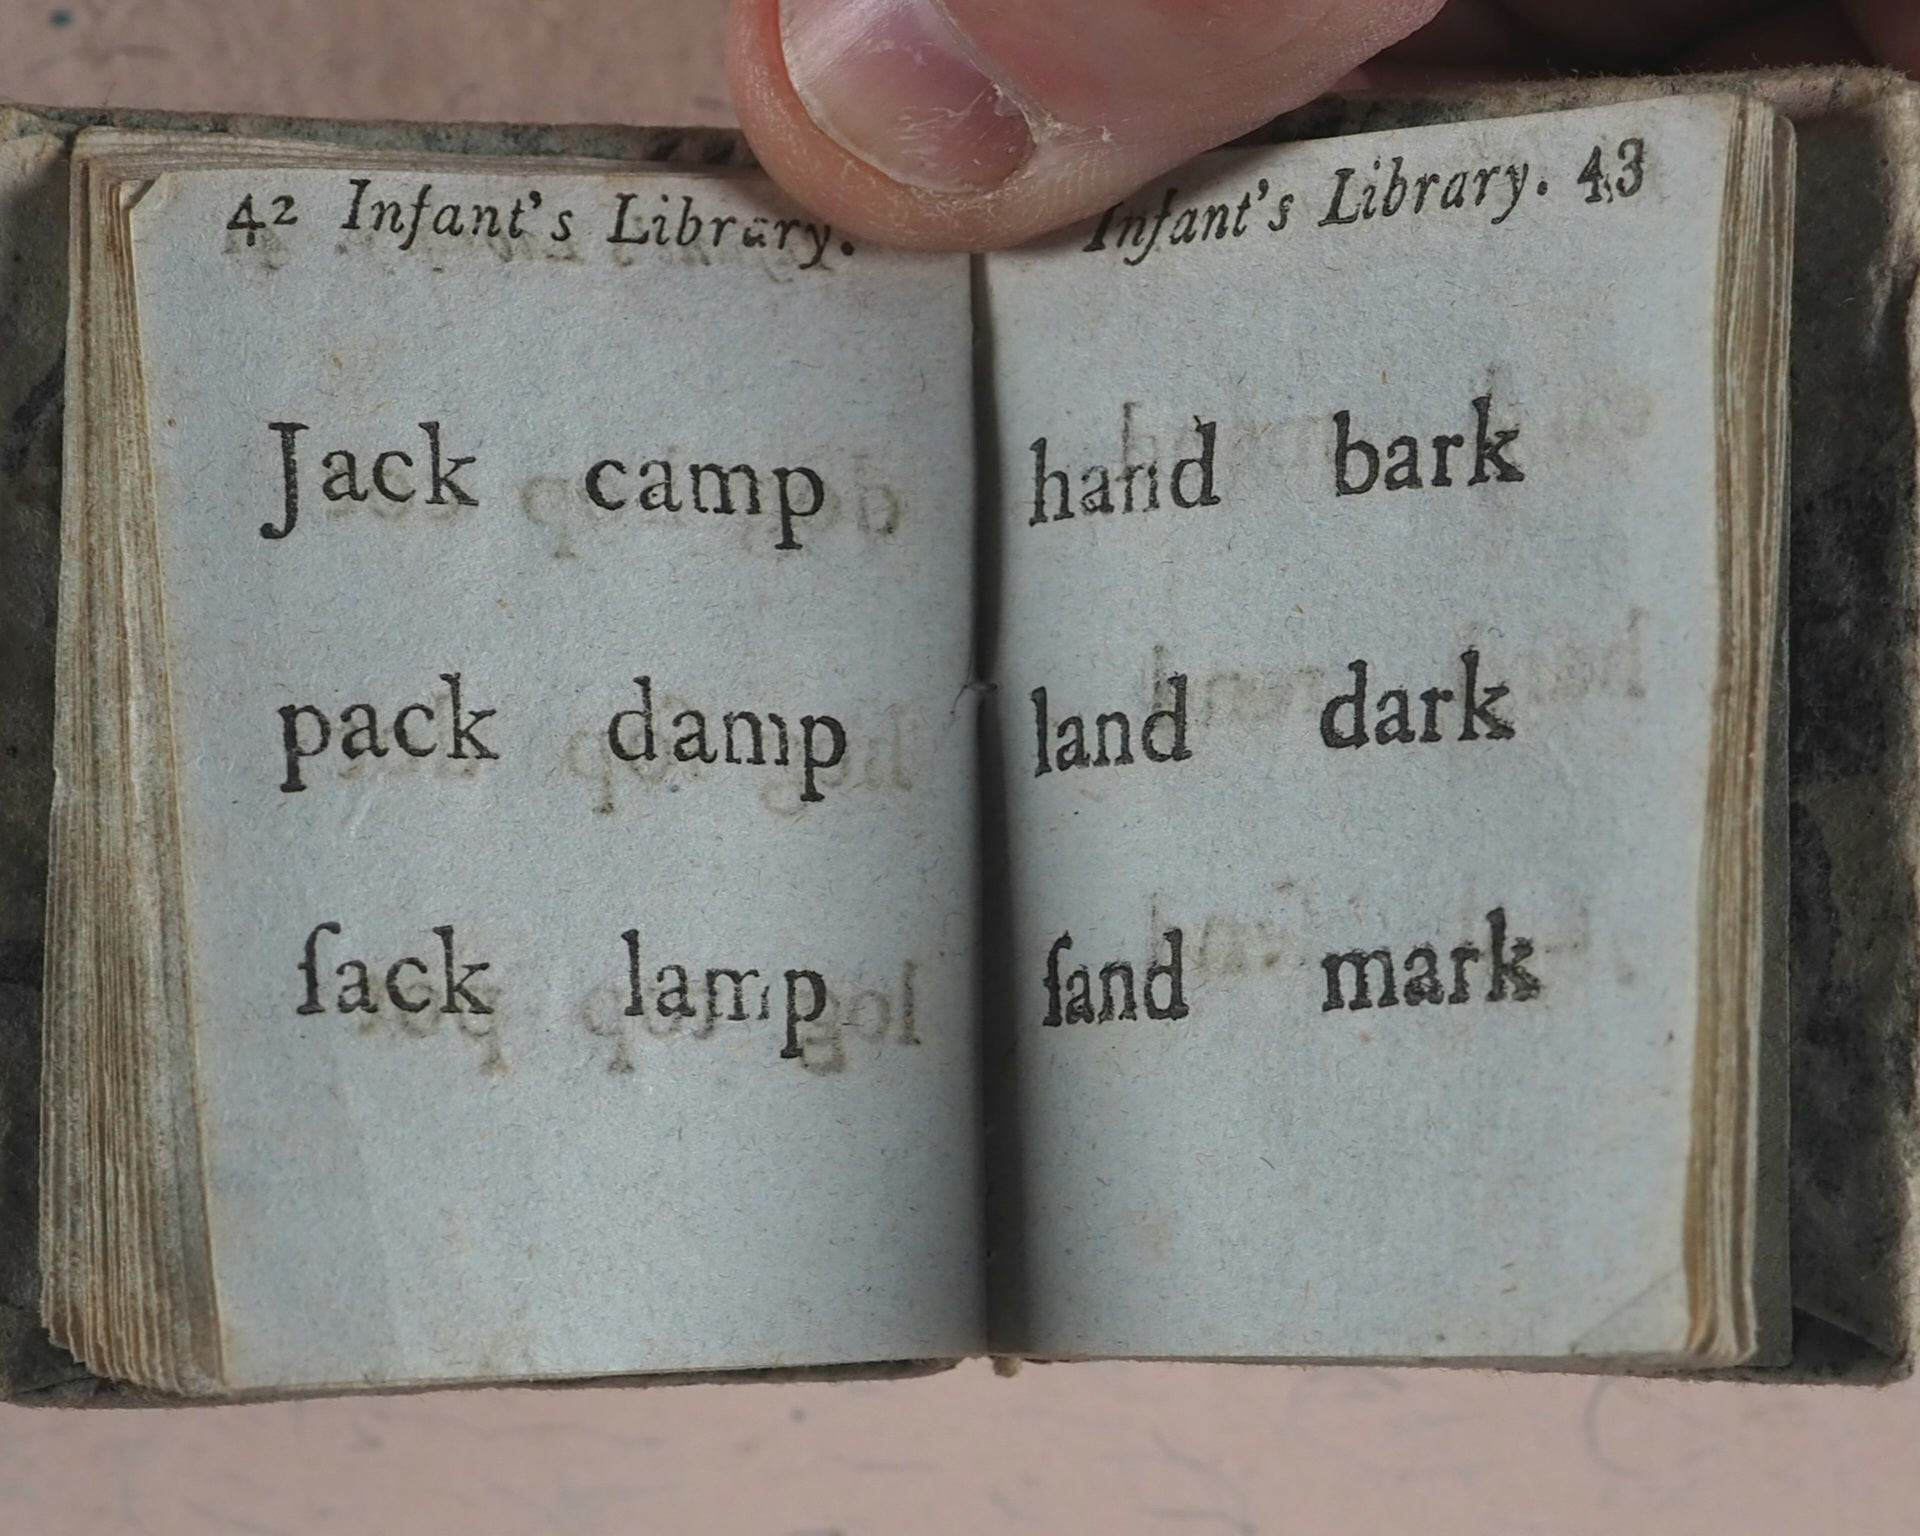 42 Infant's Library.
Jack camp
pack damp
ſack lamp
Infant's Library. 43
hand bark
land dark
ſand mark